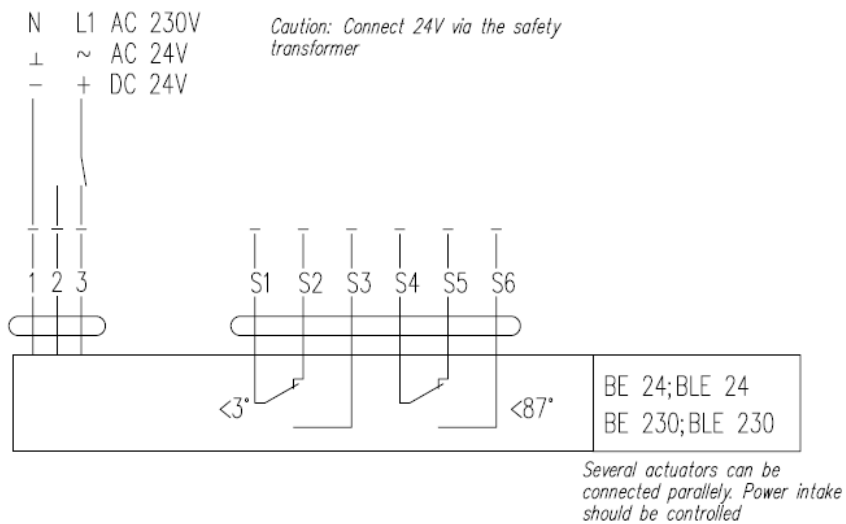 N L1 AC 230V
⊥ ~ AC 24V
− + DC 24V
Caution: Connect 24V via the safety
transformer
1 2 3 S1 S2 S3 S4 S5 S6
<3° <87°
BE 24;BLE 24
BE 230;BLE 230
Several actuators can be
connected parallely. Power intake
should be controlled